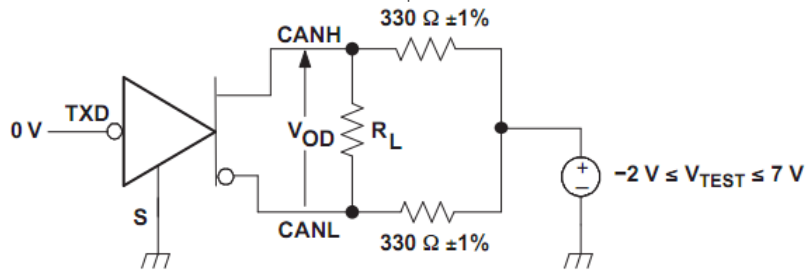 330 Ω ±1%
CANH
TXD
0 V
VOD
RL
−2 V ≤ VTEST ≤ 7 V
+
−
S
CANL
330 Ω ±1%